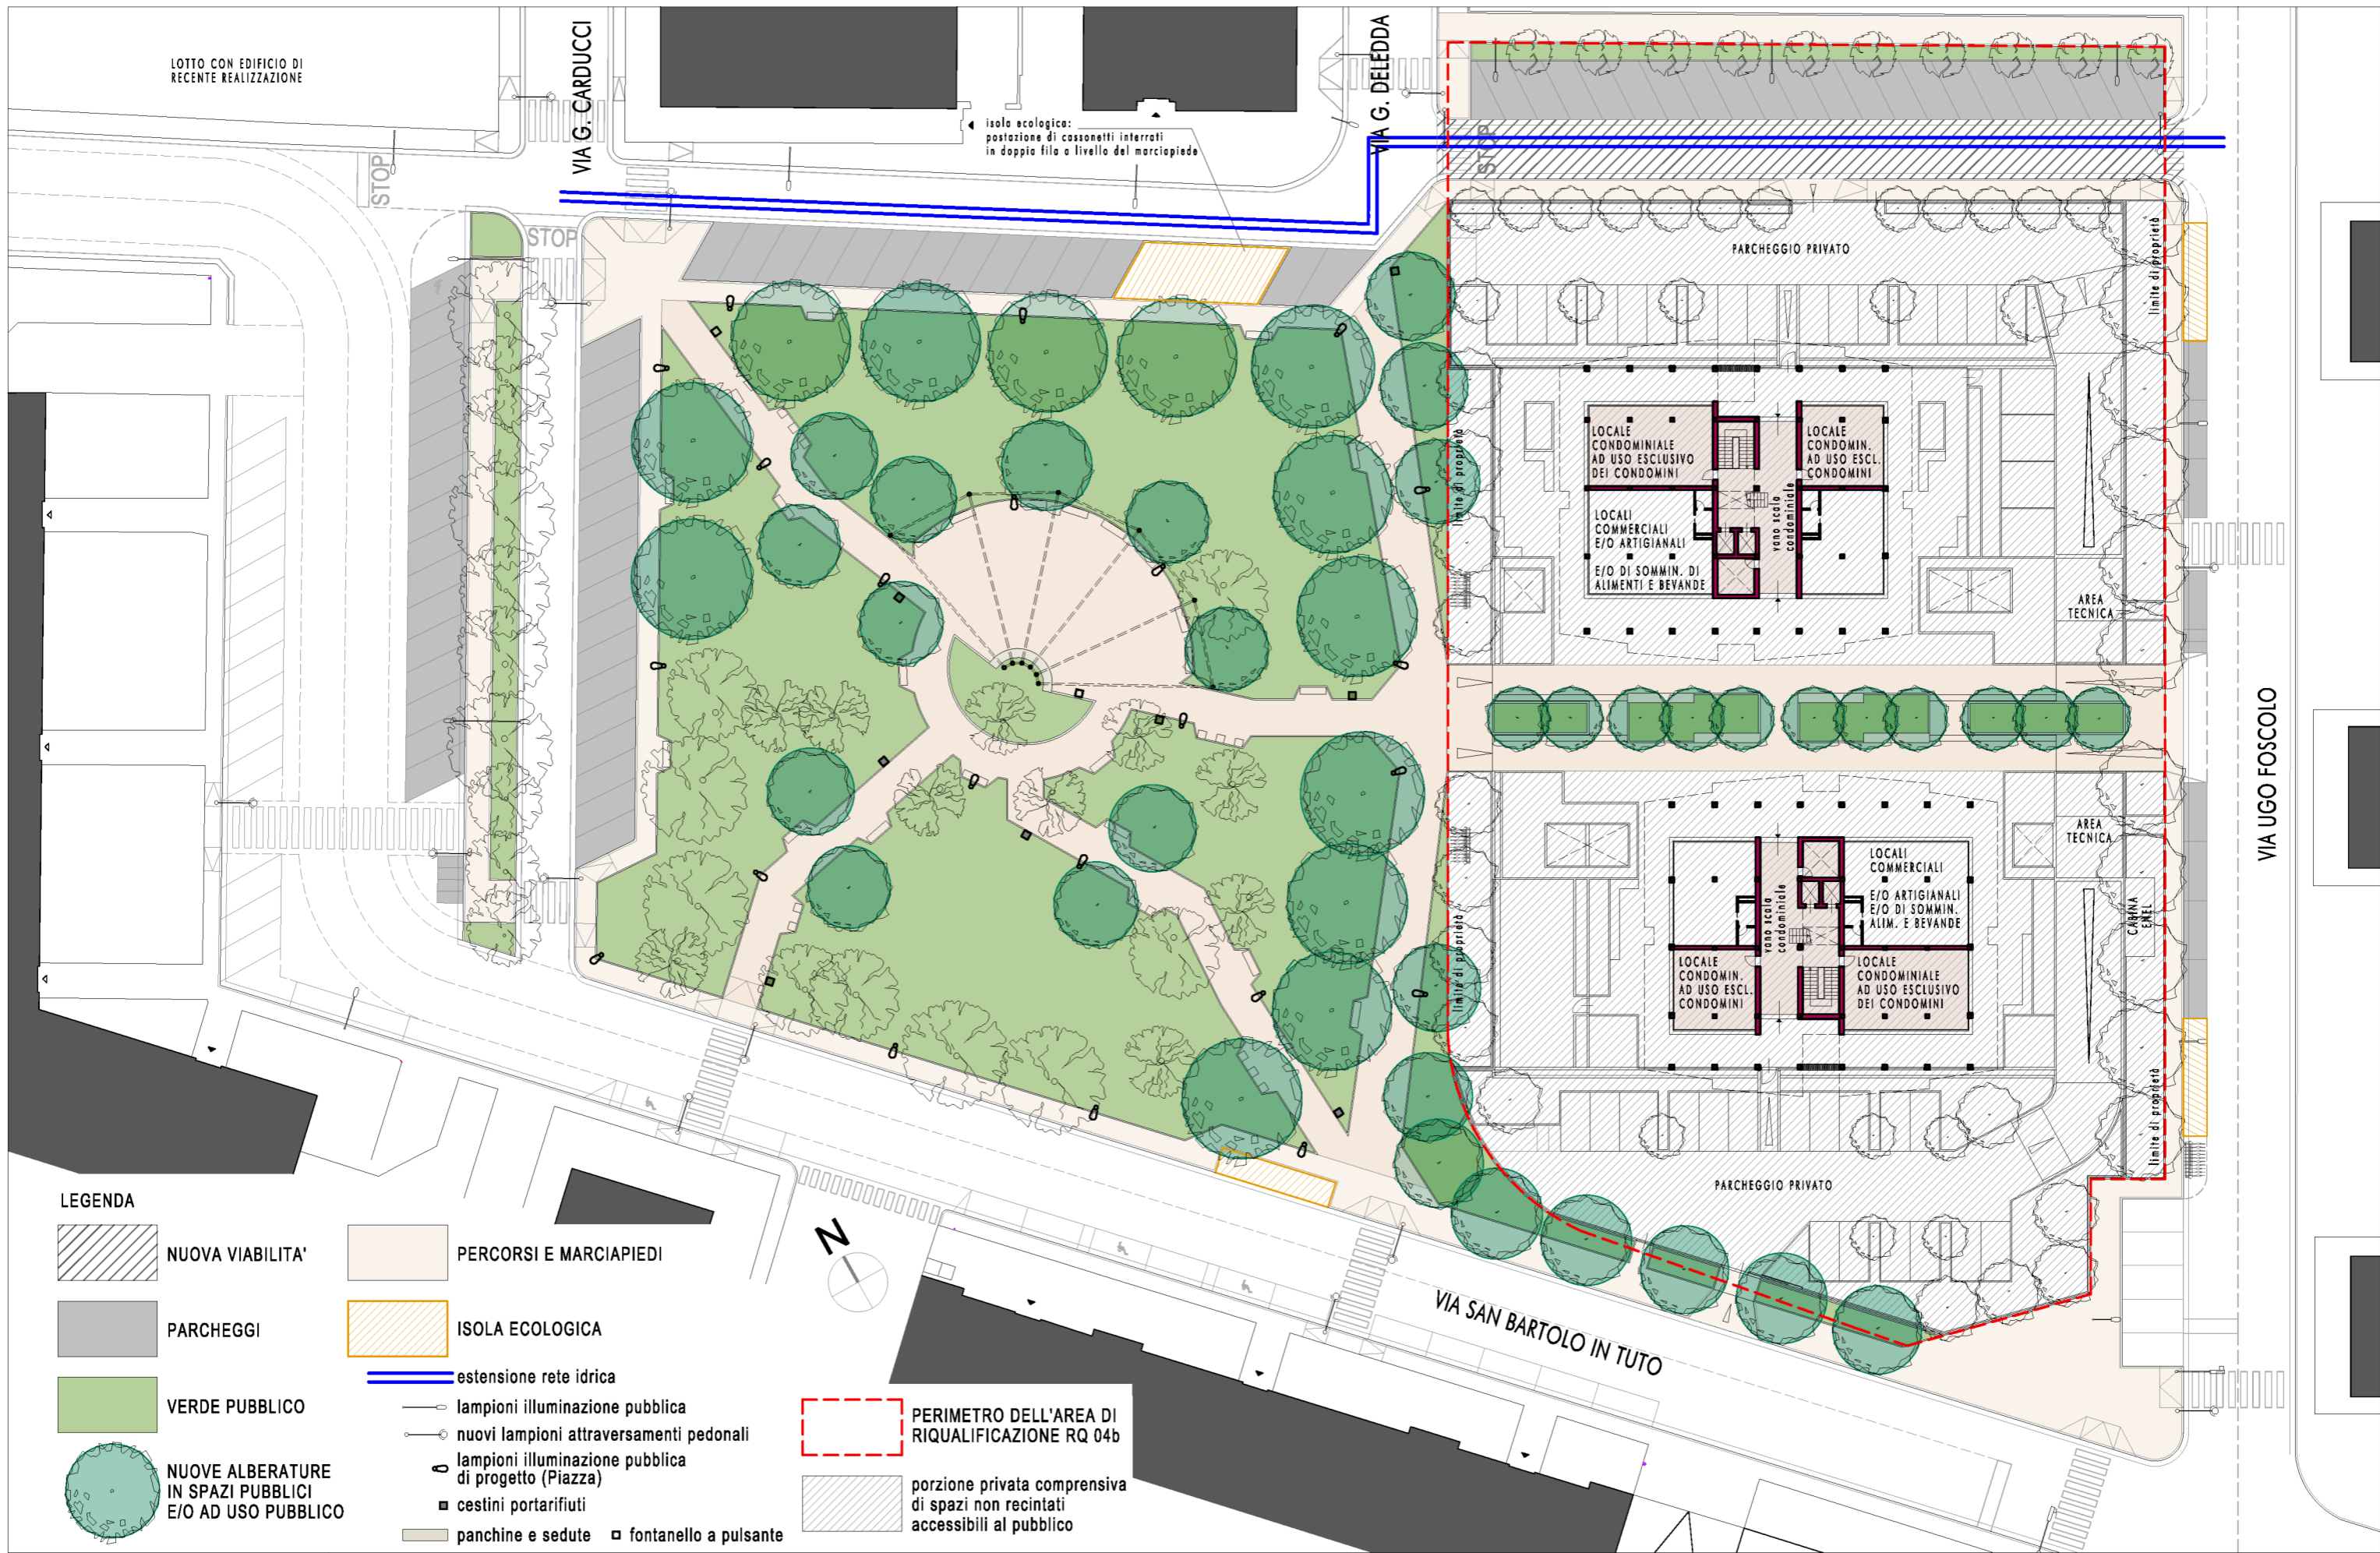 LOTTO CON EDIFICIO DI
RECENTE REALIZZAZIONE
VIA G. CARDUCCI
VIA G. DELEDDA
isola ecologica:
postazione di cassonetti interrati
in doppia fila a livello del marciapiede
STOP
STOP
STOP
PARCHEGGIO PRIVATO
limite di proprietà
limite di proprietà
LOCALE
CONDOMINIALE
AD USO ESCLUSIVO
DEI CONDOMINI
LOCALE
CONDOMIN.
AD USO ESCL.
CONDOMINI
LOCALI
COMMERCIALI
E/O ARTIGIANALI
E/O DI SOMMIN. DI
ALIMENTI E BEVANDE
vano scala
condominiale
AREA
TECNICA
VIA UGO FOSCOLO
AREA
TECNICA
CABINA
ENEL
LOCALI
COMMERCIALI
E/O ARTIGIANALI
E/O DI SOMMIN.
ALIM. E BEVANDE
vano scala
condominiale
LOCALE
CONDOMIN.
AD USO ESCL.
CONDOMINI
LOCALE
CONDOMINIALE
AD USO ESCLUSIVO
DEI CONDOMINI
limite di proprietà
limite di proprietà
PARCHEGGIO PRIVATO
VIA SAN BARTOLO IN TUTO
N
LEGENDA
NUOVA VIABILITA'
PARCHEGGI
VERDE PUBBLICO
NUOVE ALBERATURE
IN SPAZI PUBBLICI
E/O AD USO PUBBLICO
PERCORSI E MARCIAPIEDI
ISOLA ECOLOGICA
estensione rete idrica
lampioni illuminazione pubblica
nuovi lampioni attraversamenti pedonali
lampioni illuminazione pubblica
di progetto (Piazza)
cestini portarifiuti
panchine e sedute
fontanello a pulsante
PERIMETRO DELL'AREA DI
RIQUALIFICAZIONE RQ 04b
porzione privata comprensiva
di spazi non recintati
accessibili al pubblico